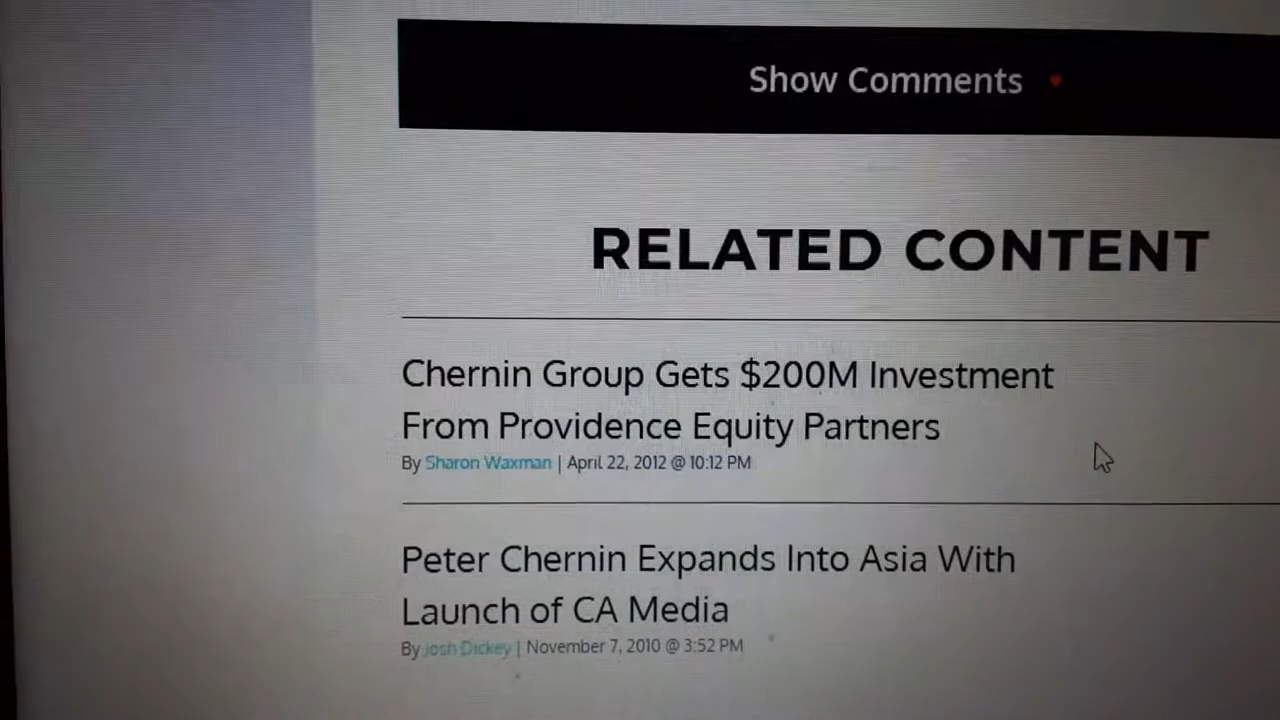 Show Comments
RELATED CONTENT
Chernin Group Gets $200M Investment
From Providence Equity Partners
By Sharon Waxman | April 22, 2012 @ 10:12 PM
Peter Chernin Expands Into Asia With
Launch of CA Media
By Josh Dickey | November 7, 2010 @ 3:52 PM